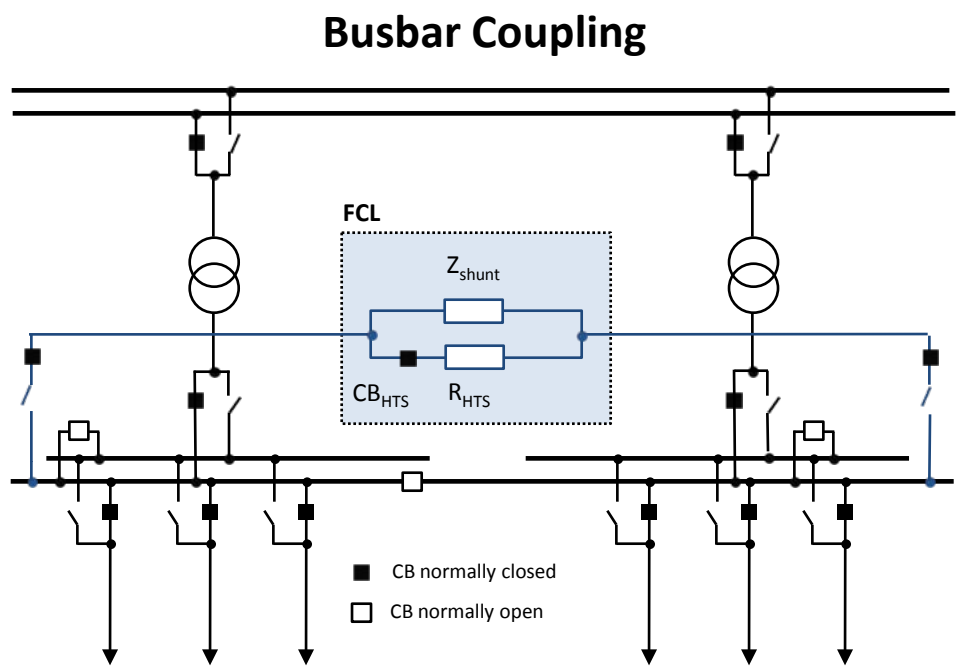 Busbar Coupling
FCL
Zshunt
CBHTS
RHTS
CB normally closed
CB normally open